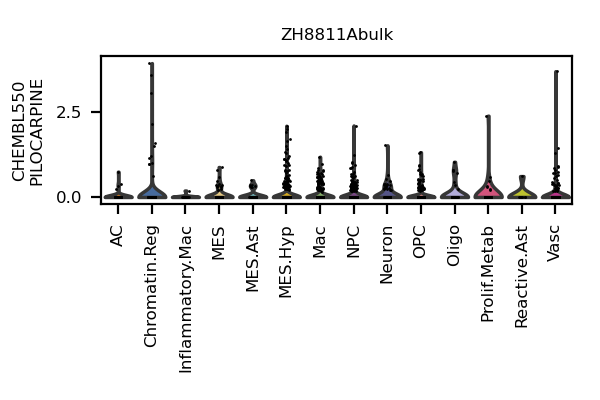 ZH8811Abulk
CHEMBL550
PILOCARPINE
2.5
0.0
AC
Chromatin.Reg
Inflammatory.Mac
MES
MES.Ast
MES.Hyp
Mac
NPC
Neuron
OPC
Oligo
Prolif.Metab
Reactive.Ast
Vasc